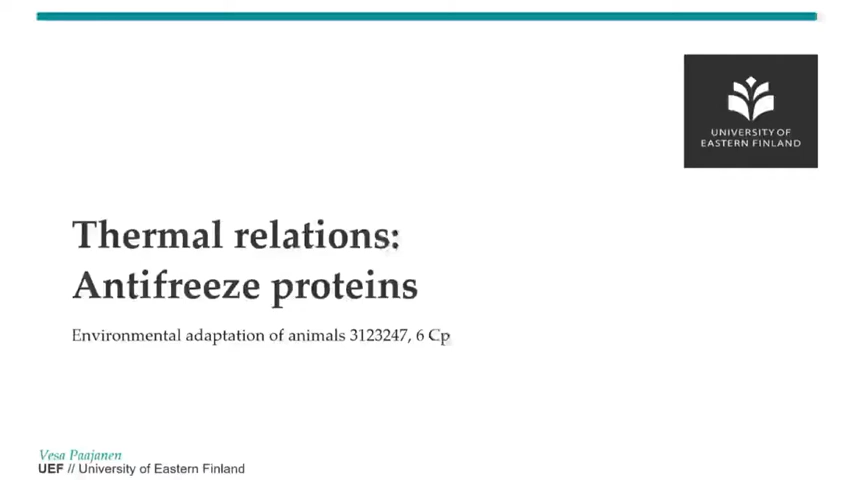 UNIVERSITY OF
EASTERN FINLAND
Thermal relations:
Antifreeze proteins
Environmental adaptation of animals 3123247, 6 Cp
Vesa Paajanen
UEF // University of Eastern Finland